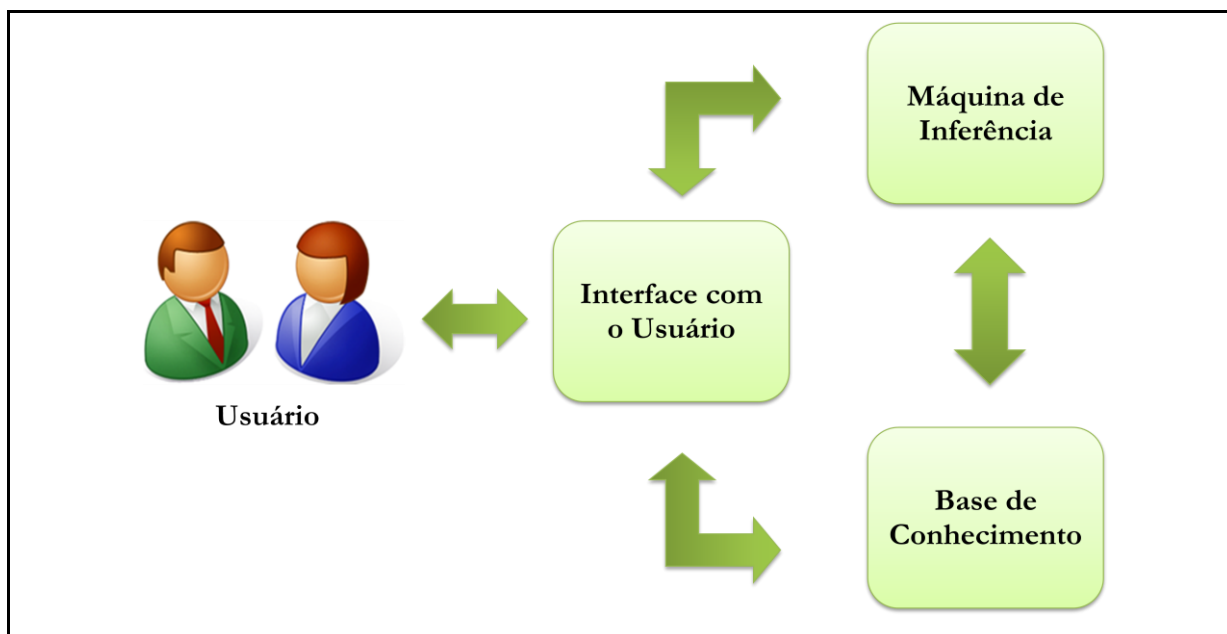 Máquina de
Inferência
Interface com
o Usuário
Usuário
Base de
Conhecimento